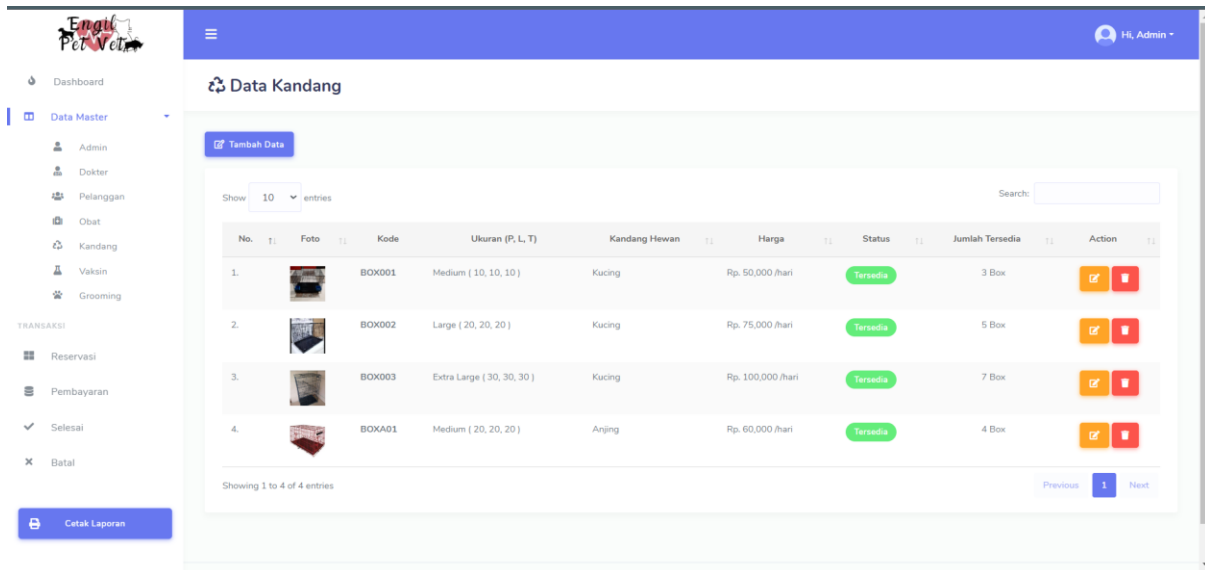 Engil
Pet Vet
Hi, Admin
Dashboard
Data Master
Admin
Dokter
Pelanggan
Obat
Kandang
Vaksin
Grooming
TRANSAKSI
Reservasi
Pembayaran
Selesai
Batal
Cetak Laporan
Data Kandang
Tambah Data
Show 10 entries
Search:
No. Foto Kode Ukuran (P, L, T) Kandang Hewan Harga Status Jumlah Tersedia Action
1. BOX001 Medium ( 10, 10, 10 ) Kucing Rp. 50,000 /hari Tersedia 3 Box
2. BOX002 Large ( 20, 20, 20 ) Kucing Rp. 75,000 /hari Tersedia 5 Box
3. BOX003 Extra Large ( 30, 30, 30 ) Kucing Rp. 100,000 /hari Tersedia 7 Box
4. BOXA01 Medium ( 20, 20, 20 ) Anjing Rp. 60,000 /hari Tersedia 4 Box
Showing 1 to 4 of 4 entries
Previous 1 Next